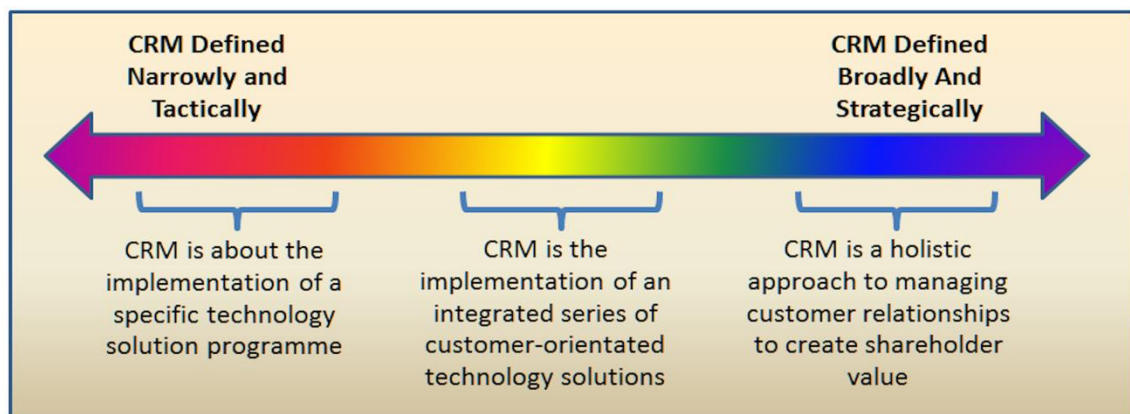 CRM Defined
Narrowly and
Tactically
CRM Defined
Broadly And
Strategically
CRM is about the
implementation of a
specific technology
solution programme
CRM is the
implementation of an
integrated series of
customer-orientated
technology solutions
CRM is a holistic
approach to managing
customer relationships
to create shareholder
value